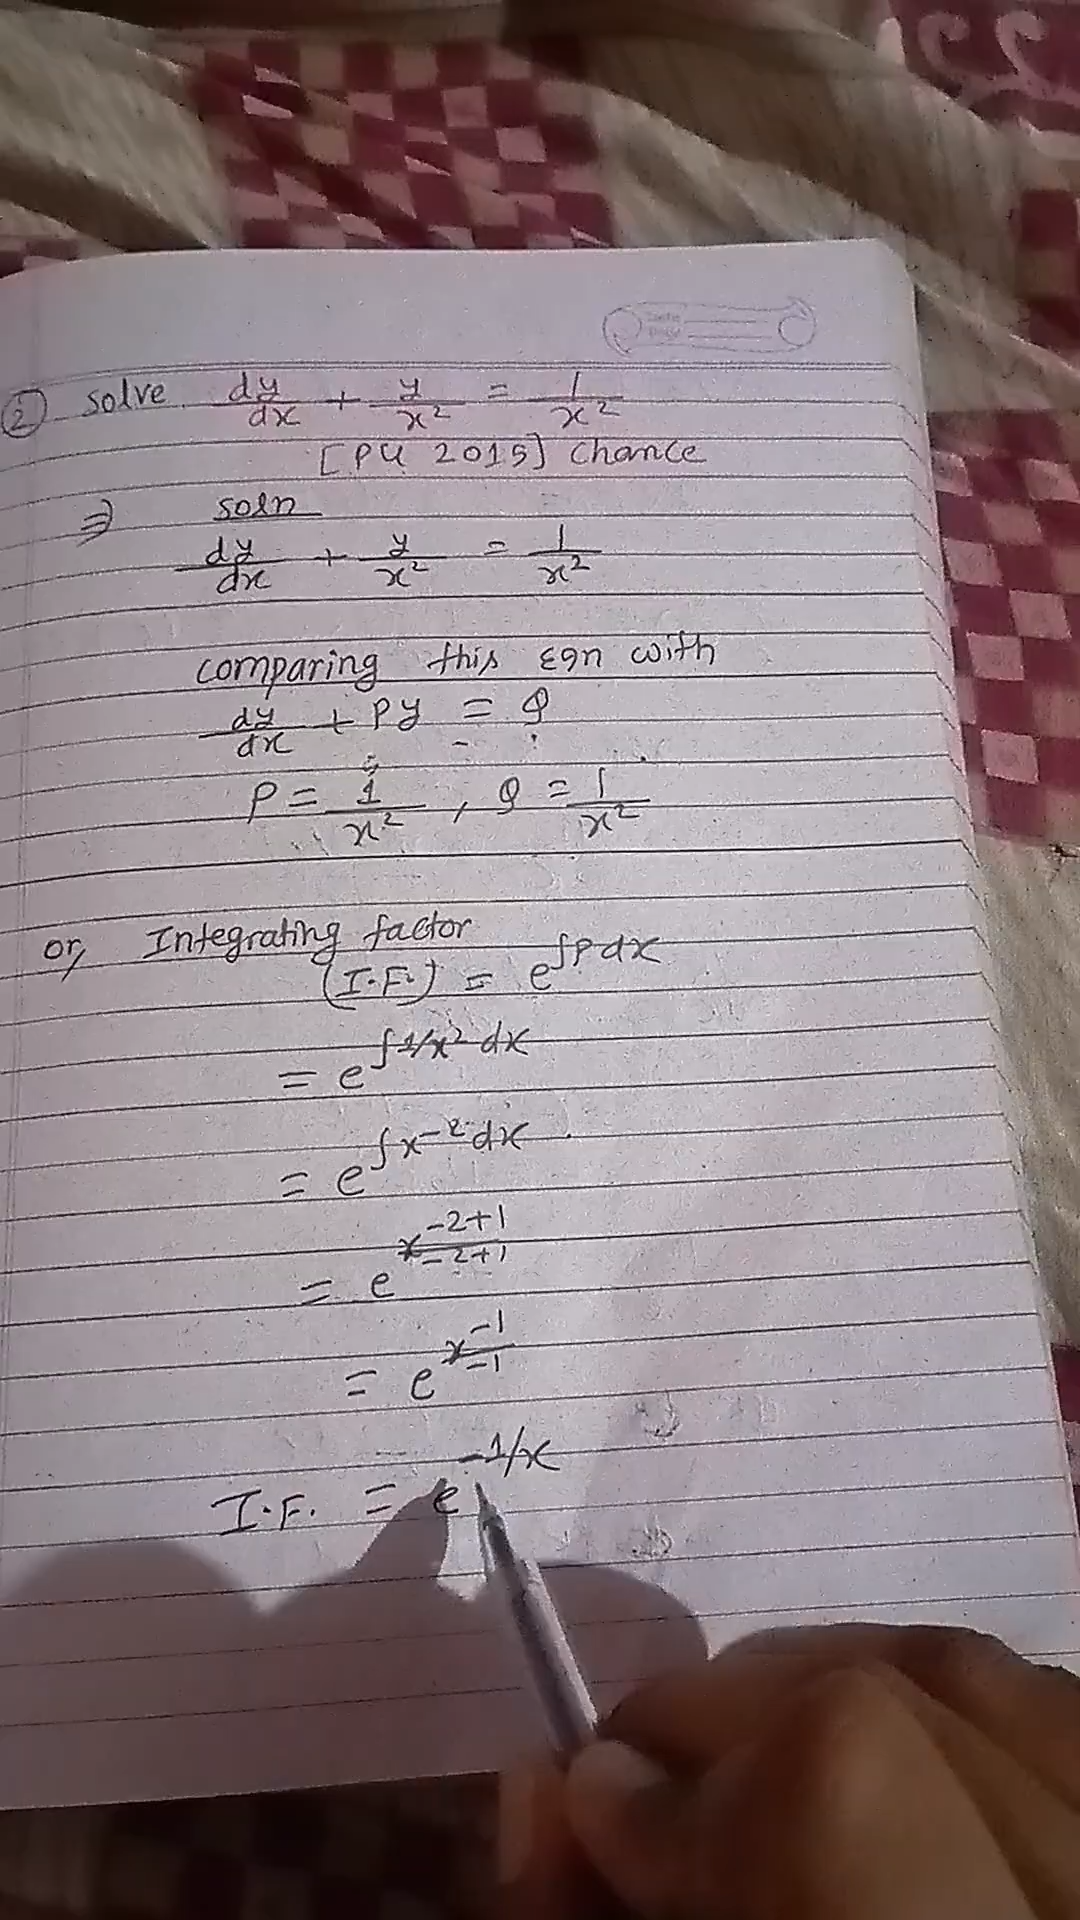 ② solve dy/dx + y/x² = 1/x²
[PU 2015] Chance
⇒ soln
dy/dx + y/x² = 1/x²
comparing this Eqn with
dy/dx + Py = Q
P = 1/x² , Q = 1/x²
or, Integrating factor
(I.F.) = e^∫P dx
= e^∫1/x² dx
= e^∫x⁻² dx
= e^x^-2+1/-2+1
= e^x^-1/-1
I.F. = e^-1/x